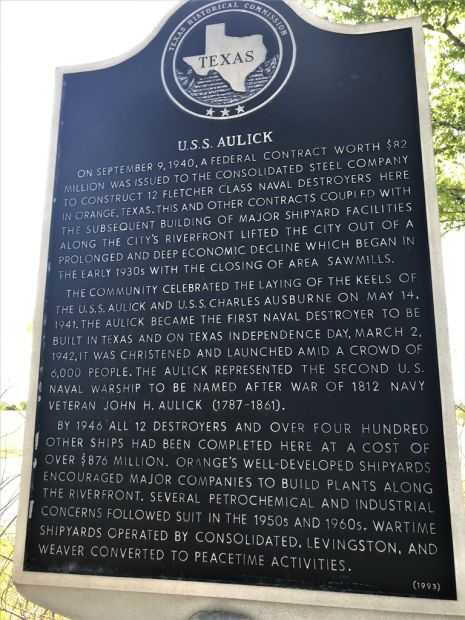 TEXAS HISTORICAL COMMISSION
TEXAS
U.S.S. AULICK
ON SEPTEMBER 9, 1940, A FEDERAL CONTRACT WORTH $82
MILLION WAS ISSUED TO THE CONSOLIDATED STEEL COMPANY
TO CONSTRUCT 12 FLETCHER CLASS NAVAL DESTROYERS HERE
IN ORANGE, TEXAS. THIS AND OTHER CONTRACTS COUPLED WITH
THE SUBSEQUENT BUILDING OF MAJOR SHIPYARD FACILITIES
ALONG THE CITY'S RIVERFRONT LIFTED THE CITY OUT OF A
PROLONGED AND DEEP ECONOMIC DECLINE WHICH BEGAN IN
THE EARLY 1930s WITH THE CLOSING OF AREA SAWMILLS.
THE COMMUNITY CELEBRATED THE LAYING OF THE KEELS OF
THE U.S.S. AULICK AND U.S.S. CHARLES AUSBURNE ON MAY 14,
1941. THE AULICK BECAME THE FIRST NAVAL DESTROYER TO BE
BUILT IN TEXAS AND ON TEXAS INDEPENDENCE DAY, MARCH 2,
1942, IT WAS CHRISTENED AND LAUNCHED AMID A CROWD OF
6,000 PEOPLE. THE AULICK REPRESENTED THE SECOND U.S.
NAVAL WARSHIP TO BE NAMED AFTER WAR OF 1812 NAVY
VETERAN JOHN H. AULICK (1787-1861).
BY 1946 ALL 12 DESTROYERS AND OVER FOUR HUNDRED
OTHER SHIPS HAD BEEN COMPLETED HERE AT A COST OF
OVER $876 MILLION. ORANGE'S WELL-DEVELOPED SHIPYARDS
ENCOURAGED MAJOR COMPANIES TO BUILD PLANTS ALONG
THE RIVERFRONT. SEVERAL PETROCHEMICAL AND INDUSTRIAL
CONCERNS FOLLOWED SUIT IN THE 1950s AND 1960s. WARTIME
SHIPYARDS OPERATED BY CONSOLIDATED, LEVINGSTON, AND
WEAVER CONVERTED TO PEACETIME ACTIVITIES.
(1993)